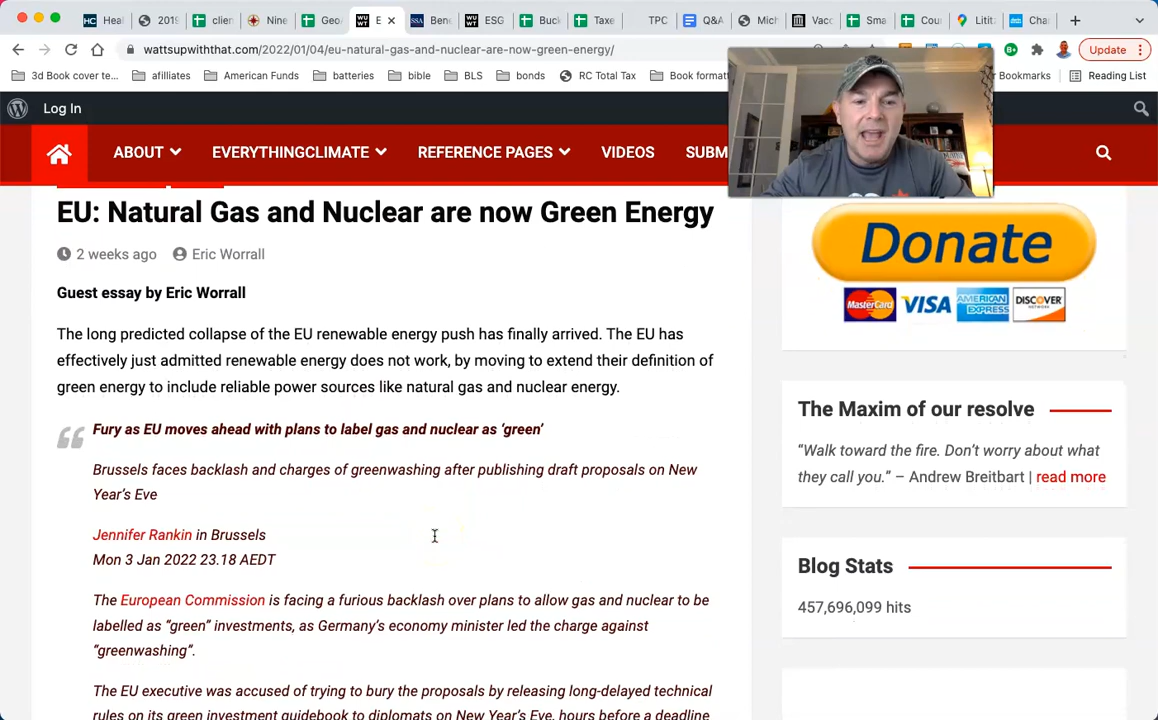 Heal
2019
clien
Nine
Geo
E
Ben
ESG
Buck
Taxe
TPC
Q&A
Mich
Vacc
Sma
Cou
Litit
Chan
wattsupwiththat.com/2022/01/04/eu-natural-gas-and-nuclear-are-now-green-energy/
Update
3d Book cover te...
afilliates
American Funds
batteries
bible
BLS
bonds
RC Total Tax
Book format
Bookmarks
Reading List
Log In
ABOUT
EVERYTHINGCLIMATE
REFERENCE PAGES
VIDEOS
SUBM
EU: Natural Gas and Nuclear are now Green Energy
2 weeks ago Eric Worrall
Guest essay by Eric Worrall
The long predicted collapse of the EU renewable energy push has finally arrived. The EU has
effectively just admitted renewable energy does not work, by moving to extend their definition of
green energy to include reliable power sources like natural gas and nuclear energy.
Fury as EU moves ahead with plans to label gas and nuclear as ‘green’
Brussels faces backlash and charges of greenwashing after publishing draft proposals on New
Year’s Eve
Jennifer Rankin in Brussels
Mon 3 Jan 2022 23.18 AEDT
The European Commission is facing a furious backlash over plans to allow gas and nuclear to be
labelled as “green” investments, as Germany’s economy minister led the charge against
“greenwashing”.
The EU executive was accused of trying to bury the proposals by releasing long-delayed technical
rules on its green investment guidebook to diplomats on New Year’s Eve, hours before a deadline
Donate
MasterCard
VISA
AMERICAN EXPRESS
DISCOVER
NETWORK
The Maxim of our resolve
“Walk toward the fire. Don’t worry about what
they call you.” – Andrew Breitbart | read more
Blog Stats
457,696,099 hits